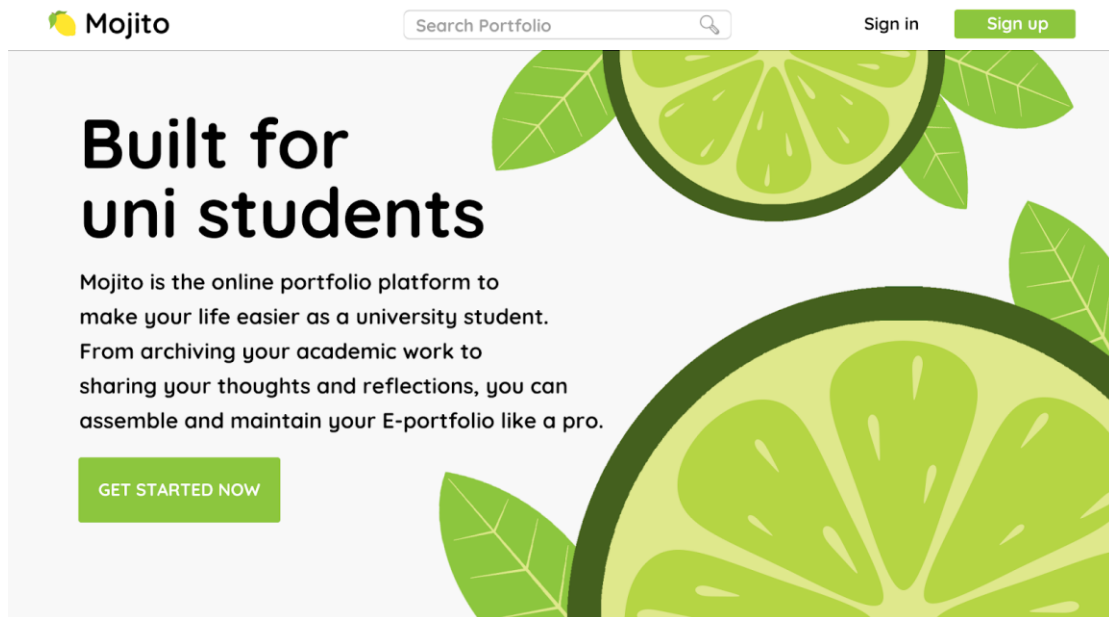 Mojito
Search Portfolio
Sign in
Sign up
Built for
uni students
Mojito is the online portfolio platform to
make your life easier as a university student.
From archiving your academic work to
sharing your thoughts and reflections, you can
assemble and maintain your E-portfolio like a pro.
GET STARTED NOW